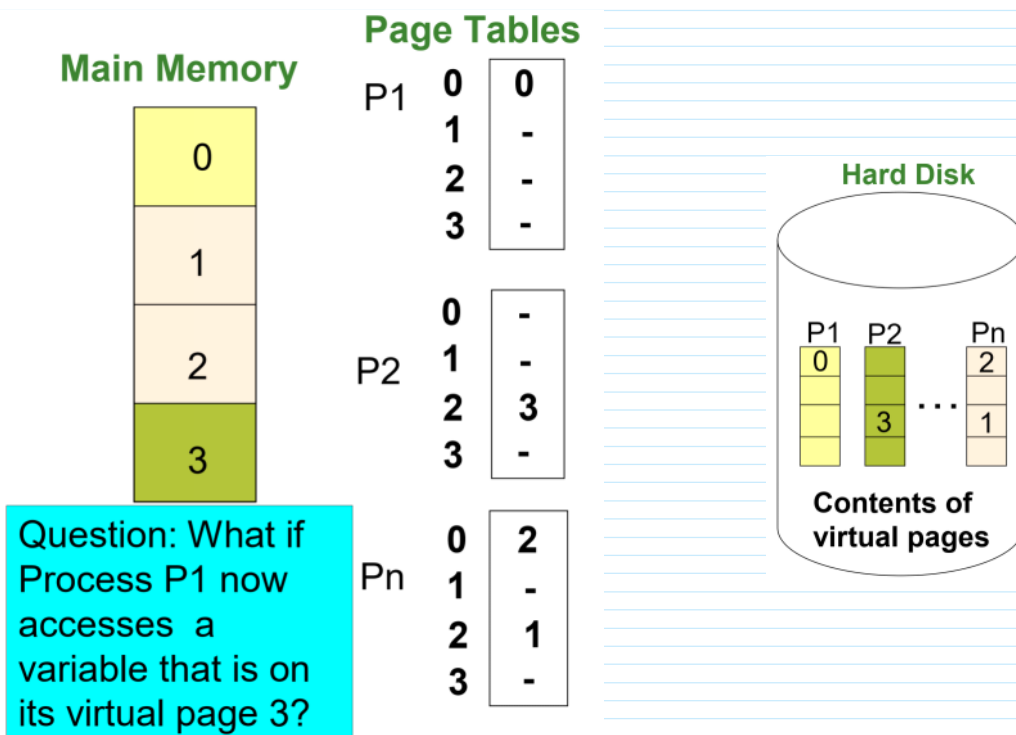 Main Memory
0
1
2
3
Question: What if
Process P1 now
accesses a
variable that is on
its virtual page 3?
Page Tables
P1
0 0
1 -
2 -
3 -
P2
0 -
1 -
2 3
3 -
Pn
0 2
1 -
2 1
3 -
Hard Disk
P1 P2 Pn
0 2
3 ... 1
Contents of
virtual pages